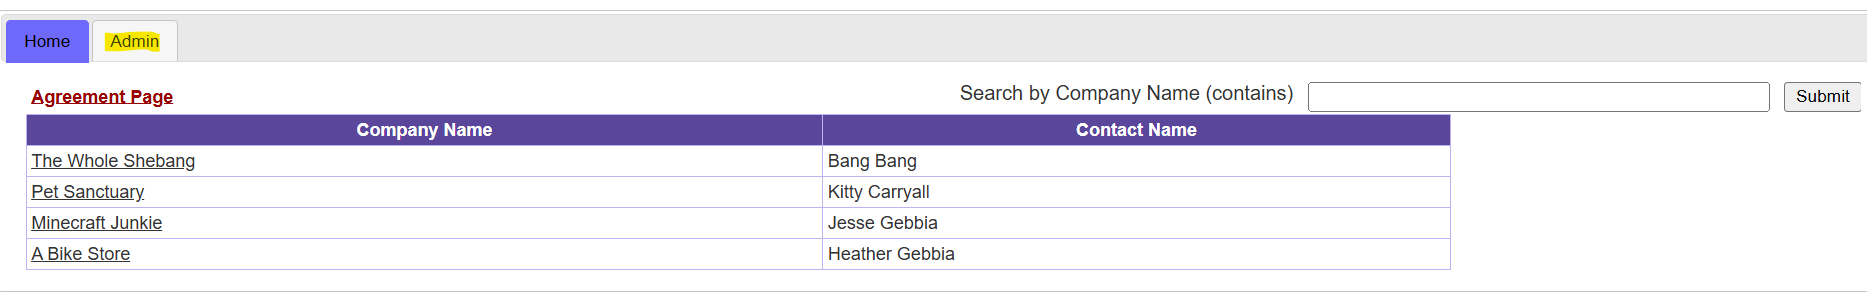 Home Admin
Agreement Page Search by Company Name (contains) Submit
Company Name Contact Name
The Whole Shebang Bang Bang
Pet Sanctuary Kitty Carryall
Minecraft Junkie Jesse Gebbia
A Bike Store Heather Gebbia